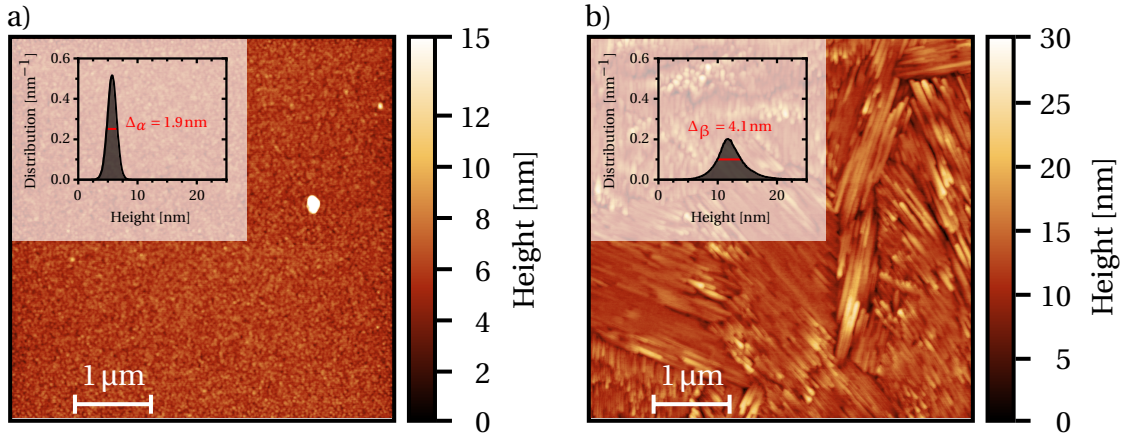 a)
0.6
0.4
0.2
0.0
Distribution [nm⁻¹]
Δα = 1.9 nm
0
10
20
Height [nm]
1 μm
15
12
10
8
6
4
2
0
Height [nm]
b)
0.6
0.4
0.2
0.0
Distribution [nm⁻¹]
Δβ = 4.1 nm
0
10
20
Height [nm]
1 μm
30
25
20
15
10
5
0
Height [nm]